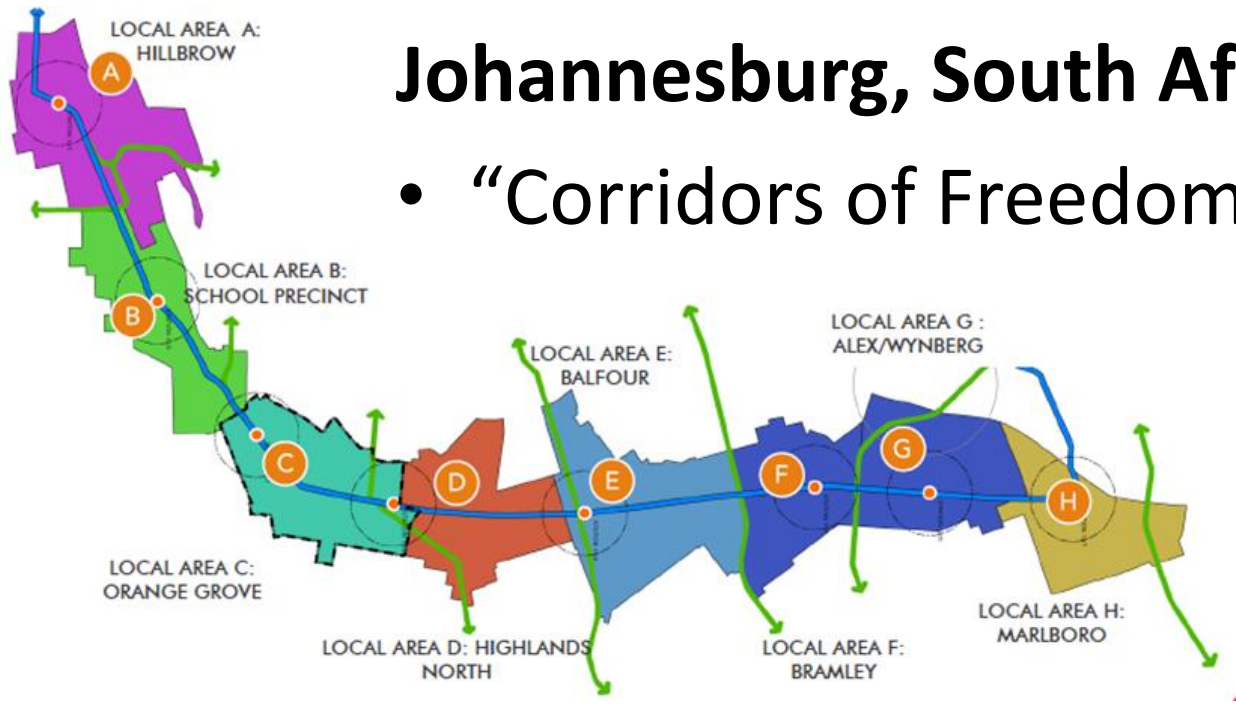 Johannesburg, South Af
• “Corridors of Freedom
LOCAL AREA A:
HILLBROW
A
LOCAL AREA B:
SCHOOL PRECINCT
B
LOCAL AREA C:
ORANGE GROVE
C
LOCAL AREA D: HIGHLANDS
NORTH
D
LOCAL AREA E:
BALFOUR
E
LOCAL AREA F:
BRAMLEY
F
LOCAL AREA G :
ALEX/WYNBERG
G
LOCAL AREA H:
MARLBORO
H